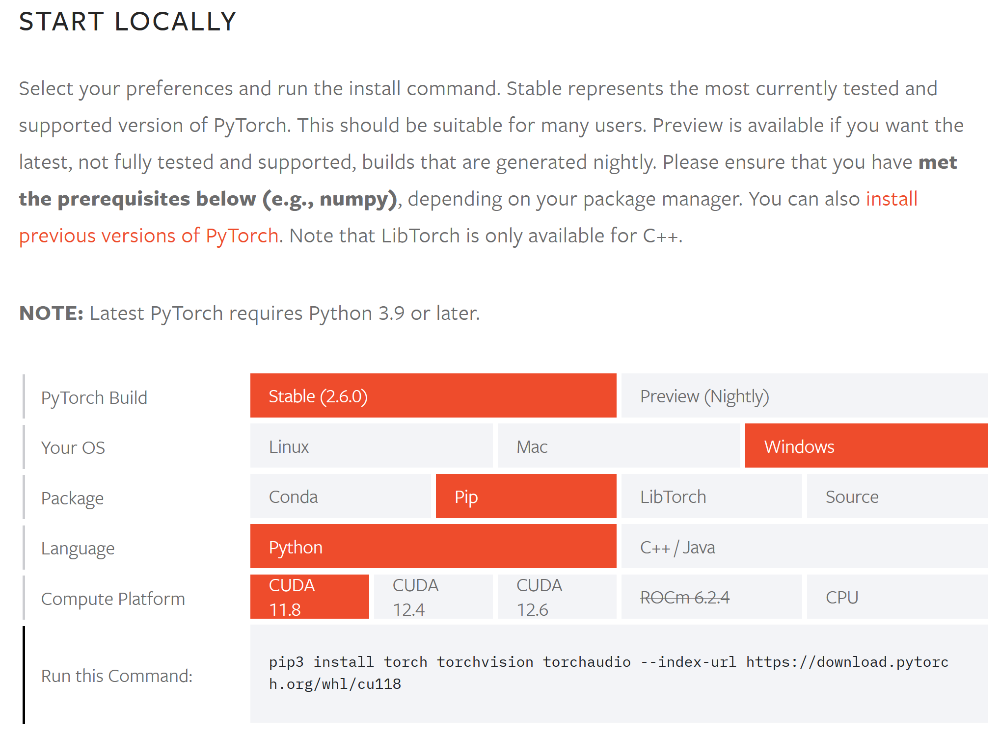 START LOCALLY
Select your preferences and run the install command. Stable represents the most currently tested and
supported version of PyTorch. This should be suitable for many users. Preview is available if you want the
latest, not fully tested and supported, builds that are generated nightly. Please ensure that you have met
the prerequisites below (e.g., numpy), depending on your package manager. You can also install
previous versions of PyTorch. Note that LibTorch is only available for C++.
NOTE: Latest PyTorch requires Python 3.9 or later.
PyTorch Build
Stable (2.6.0)
Preview (Nightly)
Your OS
Linux
Mac
Windows
Package
Conda
Pip
LibTorch
Source
Language
Python
C++ / Java
Compute Platform
CUDA
11.8
CUDA
12.4
CUDA
12.6
ROCm 6.2.4
CPU
Run this Command:
pip3 install torch torchvision torchaudio --index-url https://download.pytorc
h.org/whl/cu118